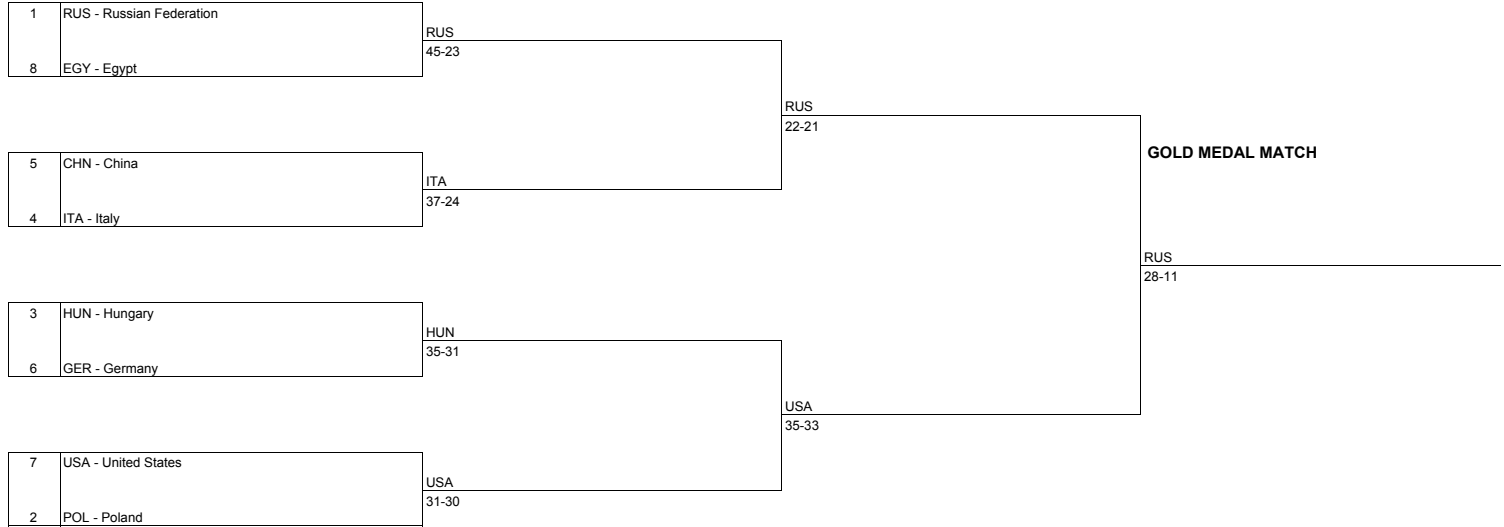 1 RUS - Russian Federation
RUS
45-23
8 EGY - Egypt
RUS
22-21
GOLD MEDAL MATCH
5 CHN - China
ITA
37-24
4 ITA - Italy
RUS
28-11
3 HUN - Hungary
HUN
35-31
6 GER - Germany
USA
35-33
7 USA - United States
USA
31-30
2 POL - Poland